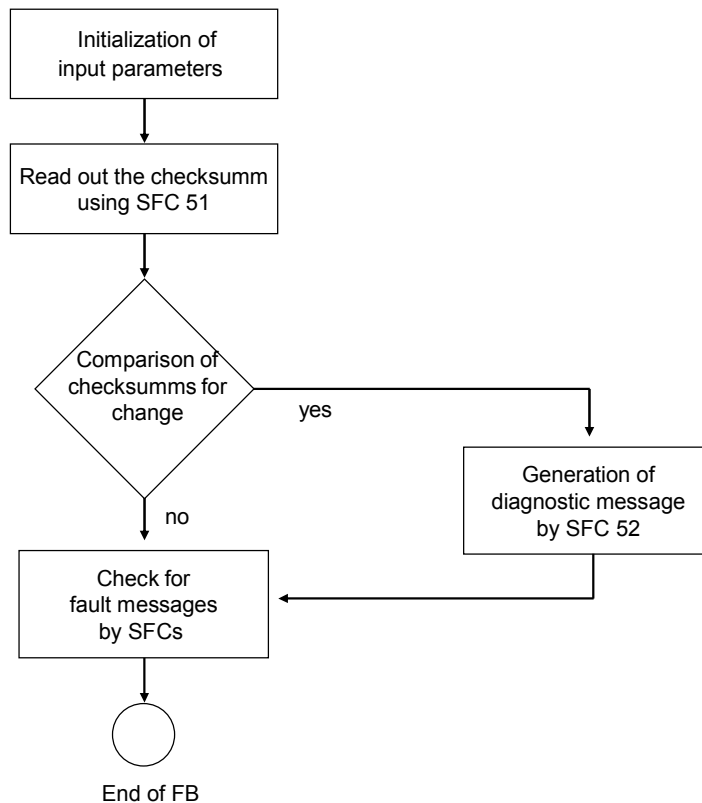 Initialization of
input parameters
Read out the checksumm
using SFC 51
Comparison of
checksumms for
change
yes
Generation of
diagnostic message
by SFC 52
no
Check for
fault messages
by SFCs
End of FB